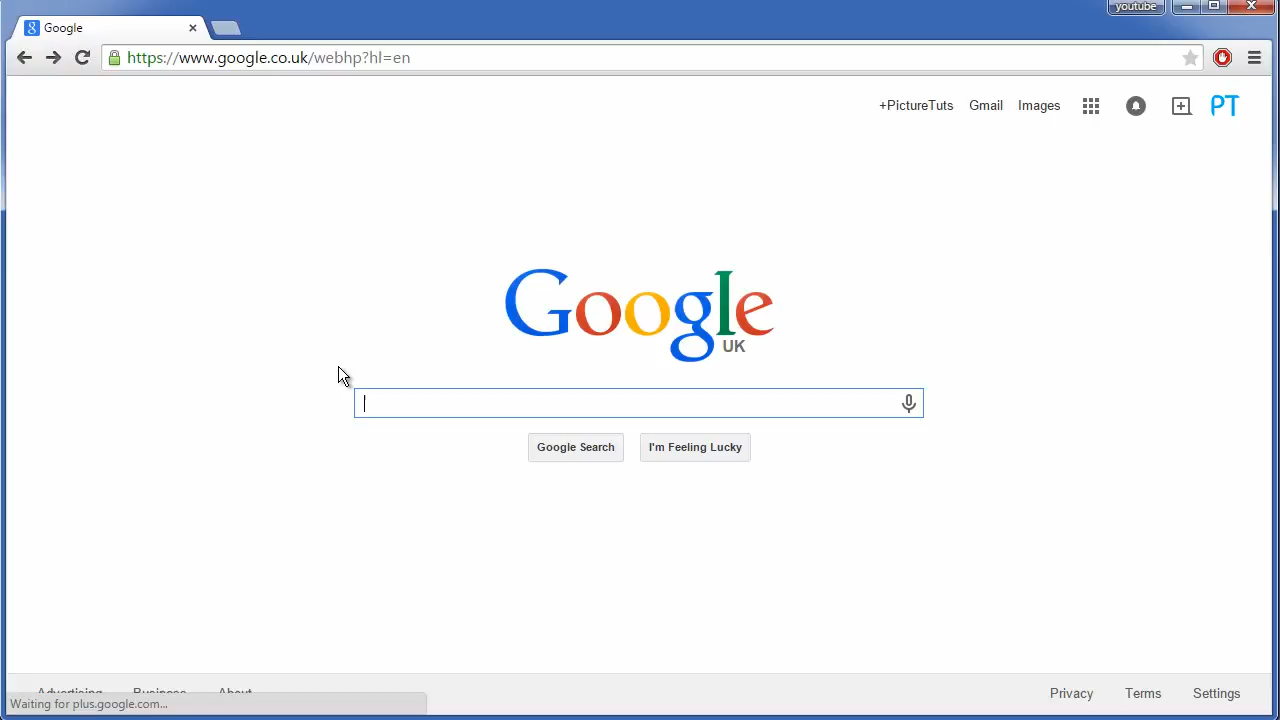 youtube
Google
https://www.google.co.uk/webhp?hl=en
+PictureTuts Gmail Images PT
Google
UK
Google Search I'm Feeling Lucky
Advertising Business About Privacy Terms Settings
Waiting for plus.google.com...